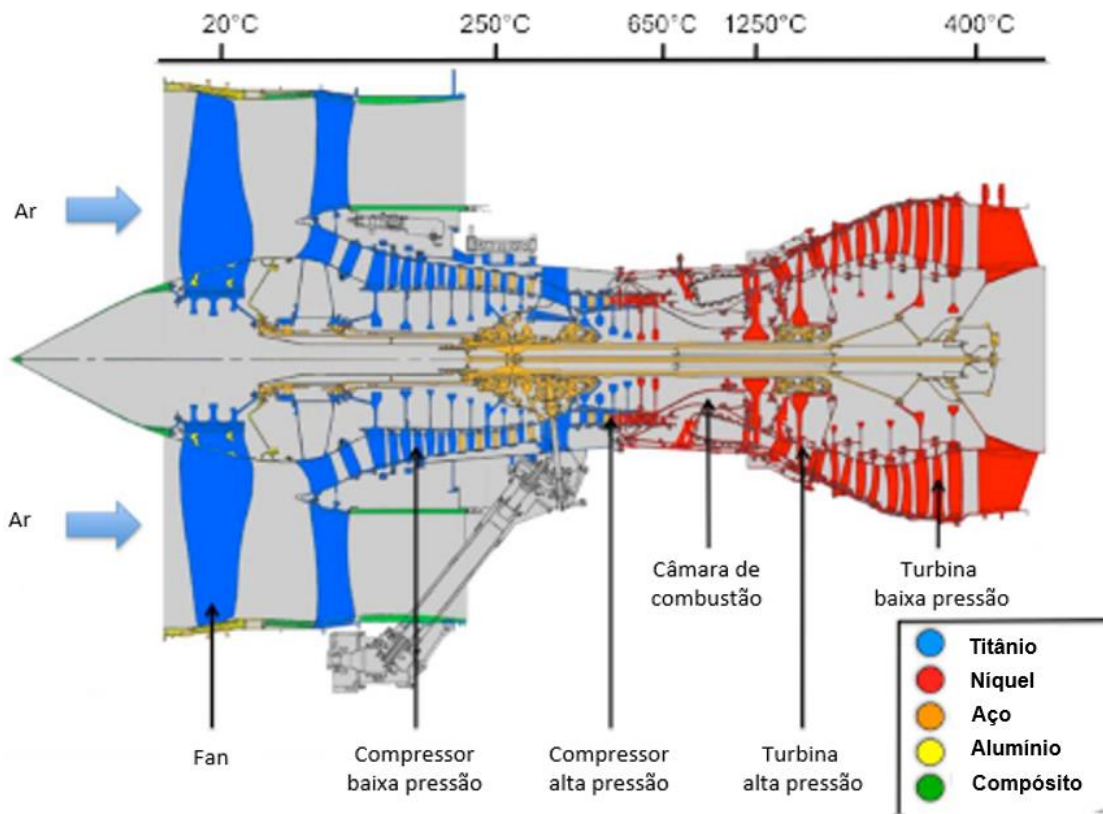 20°C 250°C 650°C 1250°C 400°C
Ar
Ar
Fan
Compressor
baixa pressão
Compressor
alta pressão
Câmara de
combustão
Turbina
alta pressão
Turbina
baixa pressão
Titânio
Níquel
Aço
Alumínio
Compósito